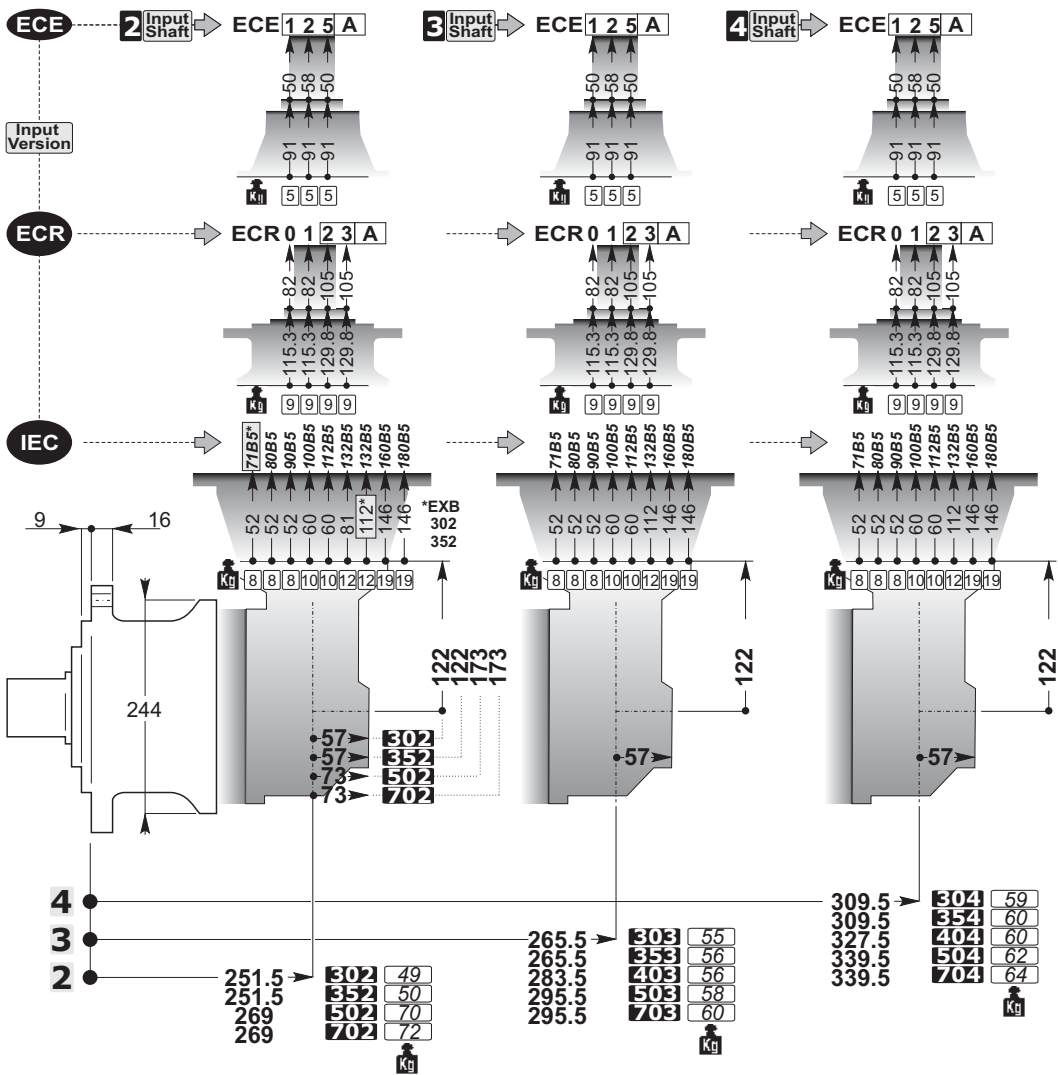 ECE 2 Input Shaft ECE 1 2 5 A 3 Input Shaft ECE 1 2 5 A 4 Input Shaft ECE 1 2 5 A
50 58 50 50 58 50 50 58 50
Input Version
91 91 91 91 91 91 91 91 91
Kg 5 5 5 Kg 5 5 5 Kg 5 5 5
ECR ECR 0 1 2 3 A ECR 0 1 2 3 A ECR 0 1 2 3 A
82 82 105 105 82 82 105 105 82 82 105 105
115.3 115.3 129.8 129.8 115.3 115.3 129.8 129.8 115.3 115.3 129.8 129.8
Kg 9 9 9 9 Kg 9 9 9 9 Kg 9 9 9 9
IEC 71B5* 80B5 90B5 100B5 112B5 132B5 132B5 160B5 180B5 71B5 80B5 90B5 100B5 112B5 132B5 160B5 180B5 71B5 80B5 90B5 100B5 112B5 132B5 160B5 180B5
9 16
52 52 52 60 60 81 112* 146 146 52 52 52 60 60 112 146 146 52 52 52 60 60 112 146 146
*EXB
302
352
Kg 8 8 8 10 10 12 12 19 19 Kg 8 8 8 10 10 12 19 19 Kg 8 8 8 10 10 12 19 19
122 122 173 173 122 122
244
57 302
57 352
73 502
73 702
57
57
4 309.5 304 59
309.5 354 60
327.5 404 60
339.5 504 62
339.5 704 64
Kg
3 265.5 303 55
265.5 353 56
283.5 403 56
295.5 503 58
295.5 703 60
Kg
2 251.5 302 49
251.5 352 50
269 502 70
269 702 72
Kg